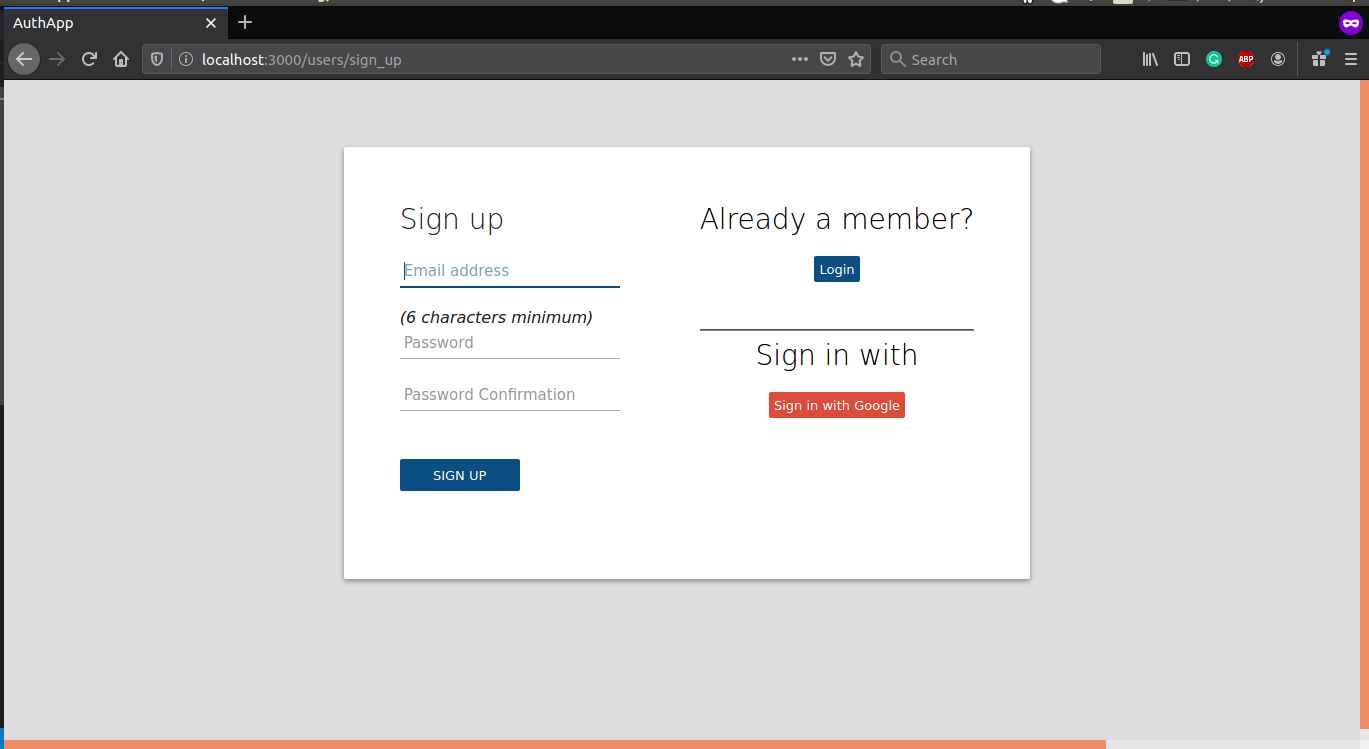 AuthApp
localhost:3000/users/sign_up
Search
ABP
Sign up
Email address
(6 characters minimum)
Password
Password Confirmation
SIGN UP
Already a member?
Login
Sign in with
Sign in with Google